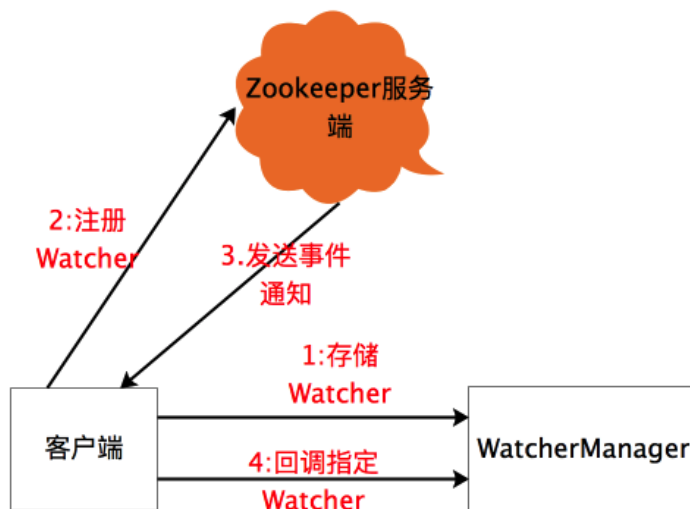 Zookeeper服务
端
2:注册
Watcher
3.发送事件
通知
1:存储
Watcher
客户端
WatcherManager
4:回调指定
Watcher